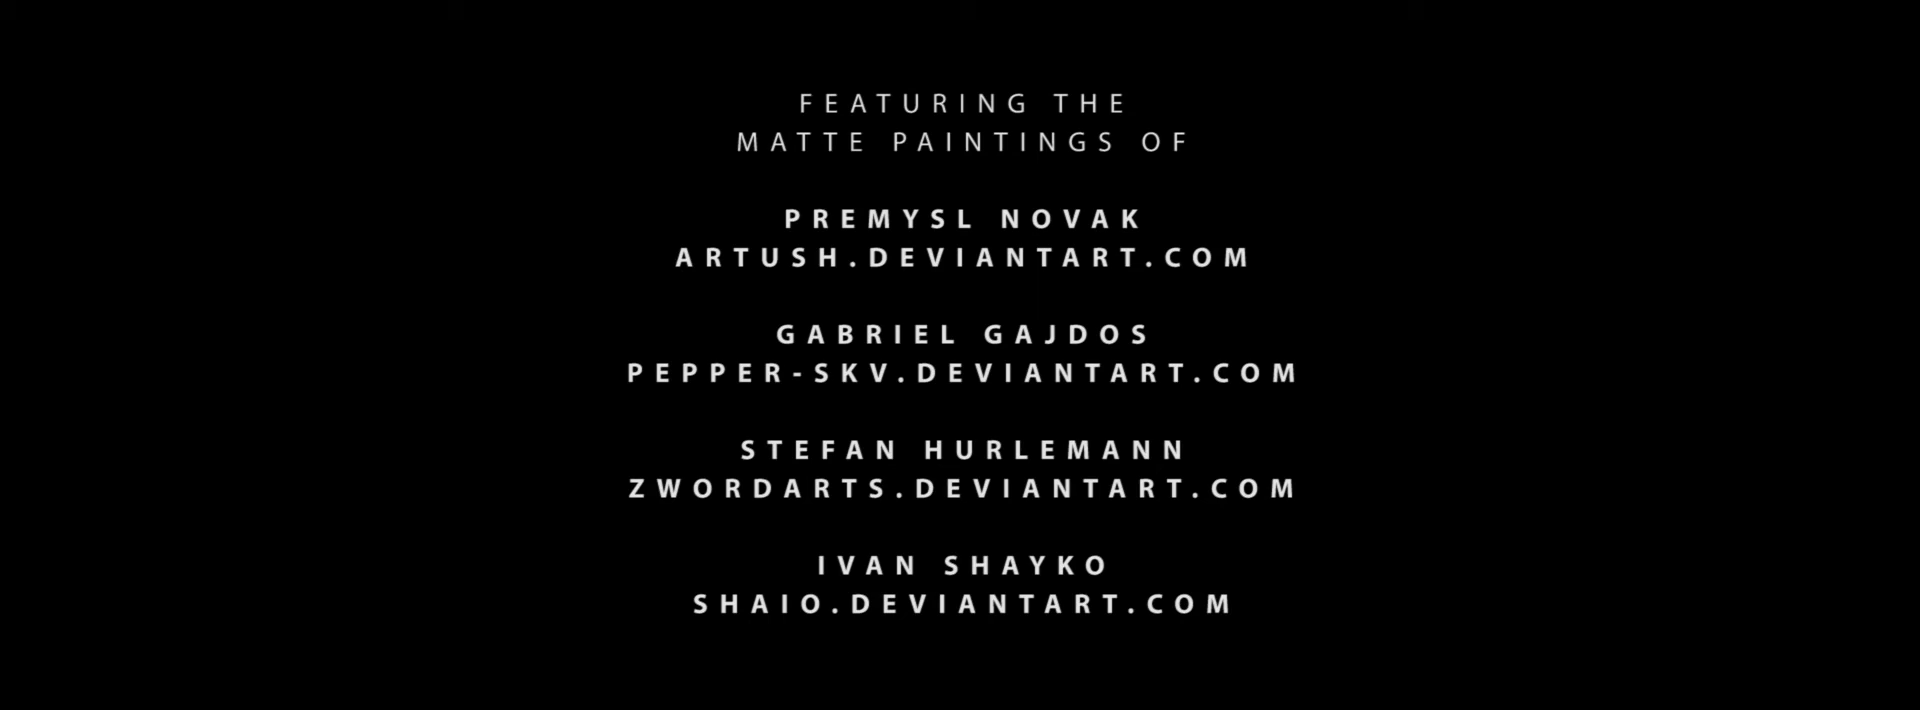 FEATURING THE
MATTE PAINTINGS OF
PREMYSL NOVAK
ARTUSH.DEVIANTART.COM
GABRIEL GAJDOS
PEPPER-SKV.DEVIANTART.COM
STEFAN HURLEMANN
ZWORDARTS.DEVIANTART.COM
IVAN SHAYKO
SHAIO.DEVIANTART.COM